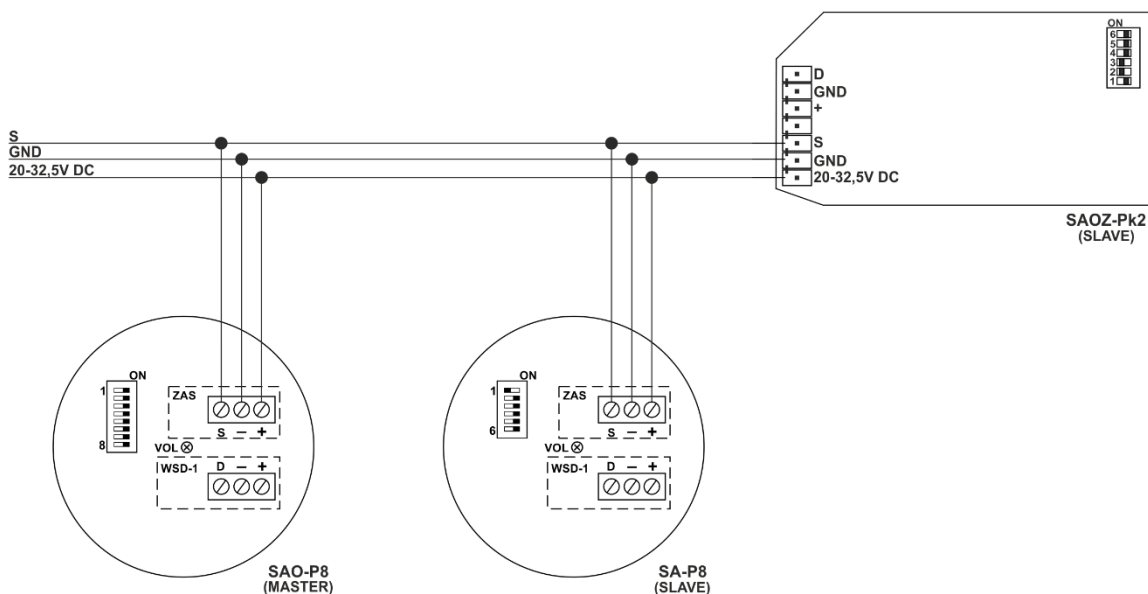 ON
6
5
4
3
2
1
D
GND
+
S
GND
20-32,5V DC
S
GND
20-32,5V DC
SAOZ-Pk2
(SLAVE)
ON
1
8
ZAS
S – +
VOL
WSD-1 D – +
SAO-P8
(MASTER)
ON
1
6
ZAS
S – +
VOL
WSD-1 D – +
SA-P8
(SLAVE)